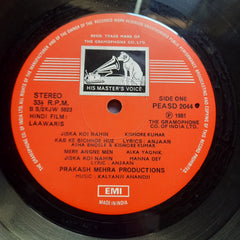 REGD. TRADE MARK OF
THE GRAMOPHONE CO. LTD.
HIS MASTER'S VOICE
STEREO
33⅓ R.P.M.
HINDI FILM:
LAAWARIS
SIDE ONE
PEASD 2044
℗ 1981
THE GRAMOPHONE
CO. OF INDIA LTD.
JISKA KOI NAHIN KISHORE KUMAR
KAB KE BICHHDE HUE LYRICS: ANJAAN
ASHA BHOSLE & KISHORE KUMAR
MERE ANGNE MEN ALKA YAGNIK
JISKA KOI NAHIN MANNA DEY
LYRIC: ANJAAN
PRAKASH MEHRA PRODUCTIONS
MUSIC: KALYANJI ANANDJI
EMI
MADE IN INDIA